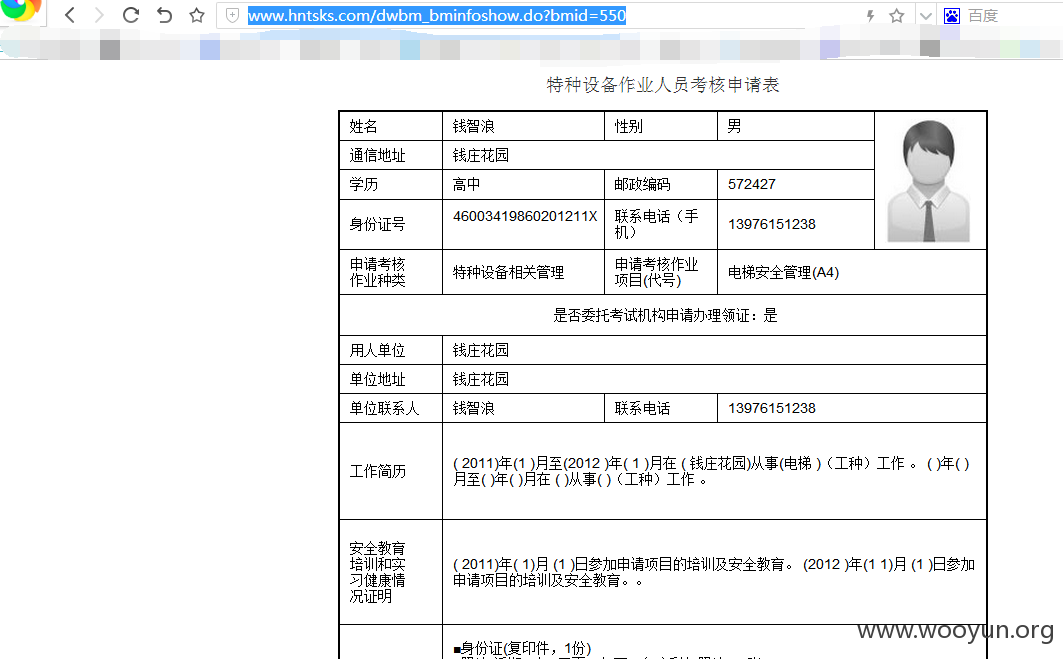 www.hntsks.com/dwbm_bminfoshow.do?bmid=550
百度
特种设备作业人员考核申请表
姓名 钱智浪 性别 男
通信地址 钱庄花园
学历 高中 邮政编码 572427
身份证号 46003419860201211X 联系电话（手
机） 13976151238
申请考核
作业种类 特种设备相关管理 申请考核作业
项目(代号) 电梯安全管理(A4)
是否委托考试机构申请办理领证：是
用人单位 钱庄花园
单位地址 钱庄花园
单位联系人 钱智浪 联系电话 13976151238
工作简历
( 2011)年(1 )月至(2012 )年( 1 )月在 ( 钱庄花园)从事(电梯 )（工种）工作 。 ( )年( )
月至( )年( )月在 ( )从事( )（工种）工作 。
安全教育
培训和实
习健康情
况证明
( 2011)年( 1)月 (1 )日参加申请项目的培训及安全教育。 (2012 )年(1 1)月 (1 )日参加
申请项目的培训及安全教育。。
■身份证(复印件，1份)
www.wooyun.org